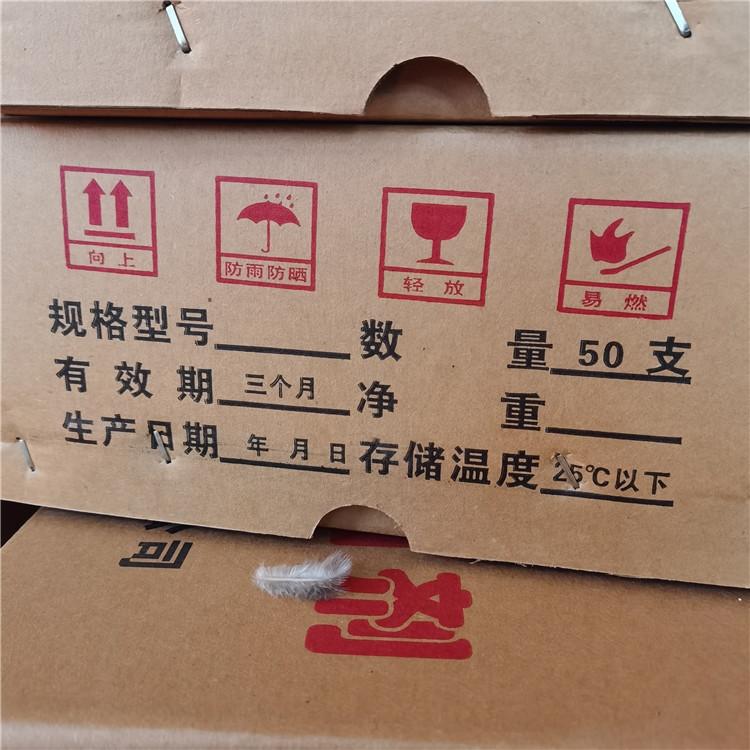 向上 防雨防晒 轻放 易燃
规格型号 数量 50 支
有效期 三个月 净重
生产日期 年 月 日 存储温度 25℃以下